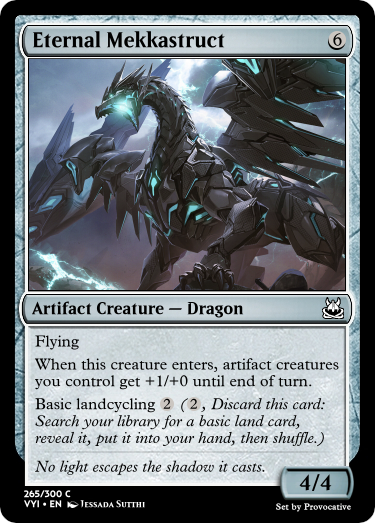 Eternal Mekkastruct 6
Artifact Creature — Dragon
Flying
When this creature enters, artifact creatures
you control get +1/+0 until end of turn.
Basic landcycling 2 (2, Discard this card:
Search your library for a basic land card,
reveal it, put it into your hand, then shuffle.)
No light escapes the shadow it casts.
4/4
265/300 C
VYI • EN Jessada Sutthi
Set by Provocative